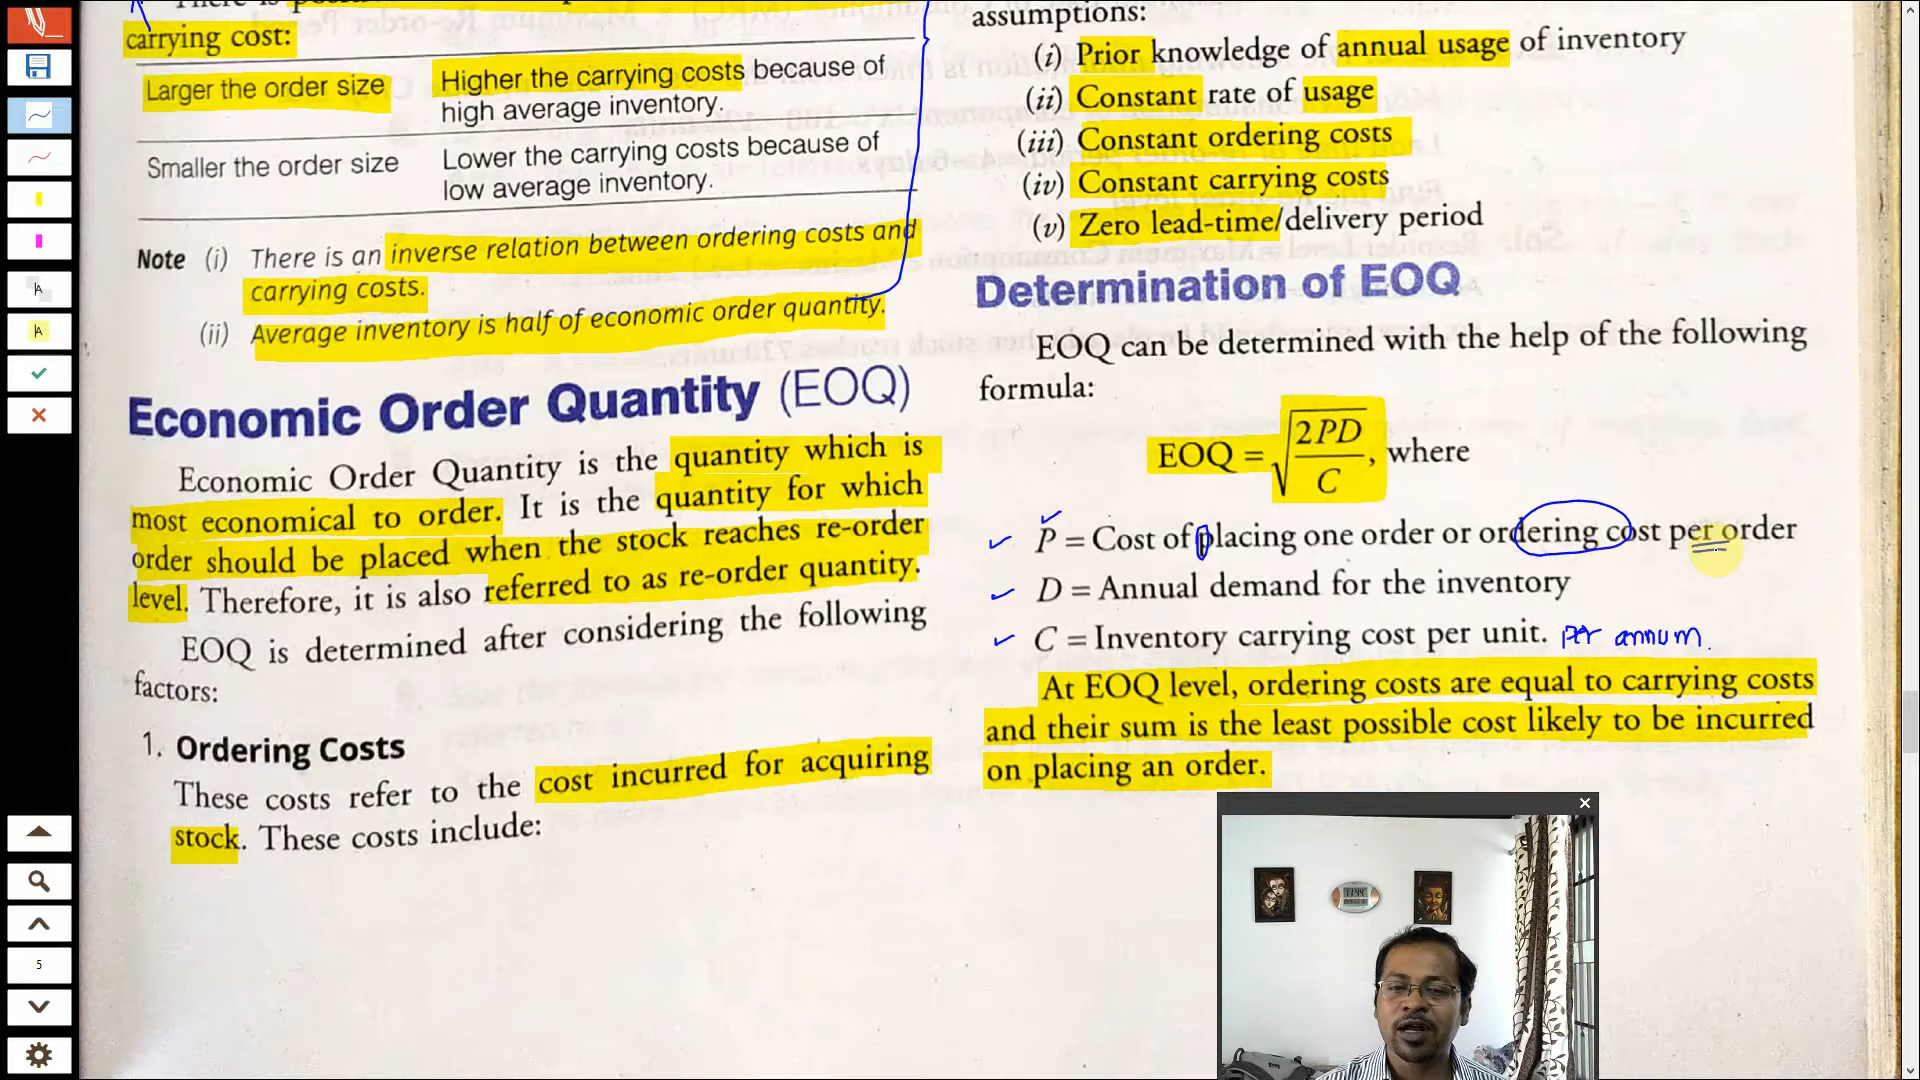 carrying cost:
Larger the order size
Higher the carrying costs because of
high average inventory.
Smaller the order size
Lower the carrying costs because of
low average inventory.
Note (i) There is an inverse relation between ordering costs and
carrying costs.
(ii) Average inventory is half of economic order quantity.
Economic Order Quantity (EOQ)
Economic Order Quantity is the quantity which is
most economical to order. It is the quantity for which
order should be placed when the stock reaches re-order
level. Therefore, it is also referred to as re-order quantity.
EOQ is determined after considering the following
factors:
1. Ordering Costs
These costs refer to the cost incurred for acquiring
stock. These costs include:
assumptions:
(i) Prior knowledge of annual usage of inventory
(ii) Constant rate of usage
(iii) Constant ordering costs
(iv) Constant carrying costs
(v) Zero lead-time/delivery period
Determination of EOQ
EOQ can be determined with the help of the following
formula:
EOQ = √2PD/C, where
P = Cost of placing one order or ordering cost per order
D = Annual demand for the inventory
C = Inventory carrying cost per unit. per annum.
At EOQ level, ordering costs are equal to carrying costs
and their sum is the least possible cost likely to be incurred
on placing an order.
A
A
5